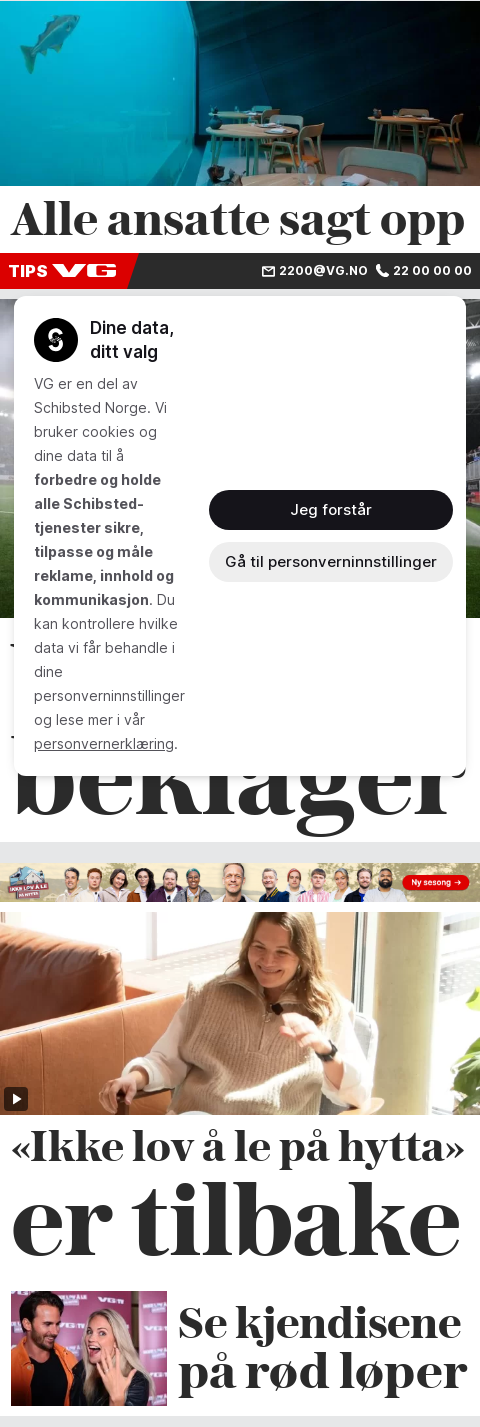 Alle ansatte sagt opp
TIPS VG
2200@VG.NO 22 00 00 00
Dine data,
ditt valg
VG er en del av
Schibsted Norge. Vi
bruker cookies og
dine data til å
forbedre og holde
alle Schibsted-
tjenester sikre,
tilpasse og måle
reklame, innhold og
kommunikasjon. Du
kan kontrollere hvilke
data vi får behandle i
dine
personverninnstillinger
og lese mer i vår
personvernerklæring.
Jeg forstår
Gå til personverninnstillinger
beklager
IKKE LOV Å LE
PÅ HYTTA
Ny sesong →
«Ikke lov å le på hytta»
er tilbake
Se kjendisene
på rød løper